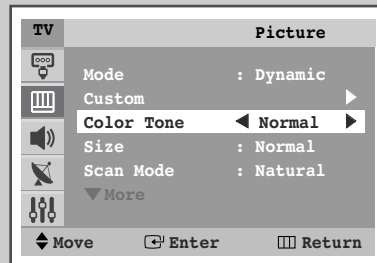 TV Picture
Mode : Dynamic
Custom
Color Tone Normal
Size : Normal
Scan Mode : Natural
More
Move Enter Return